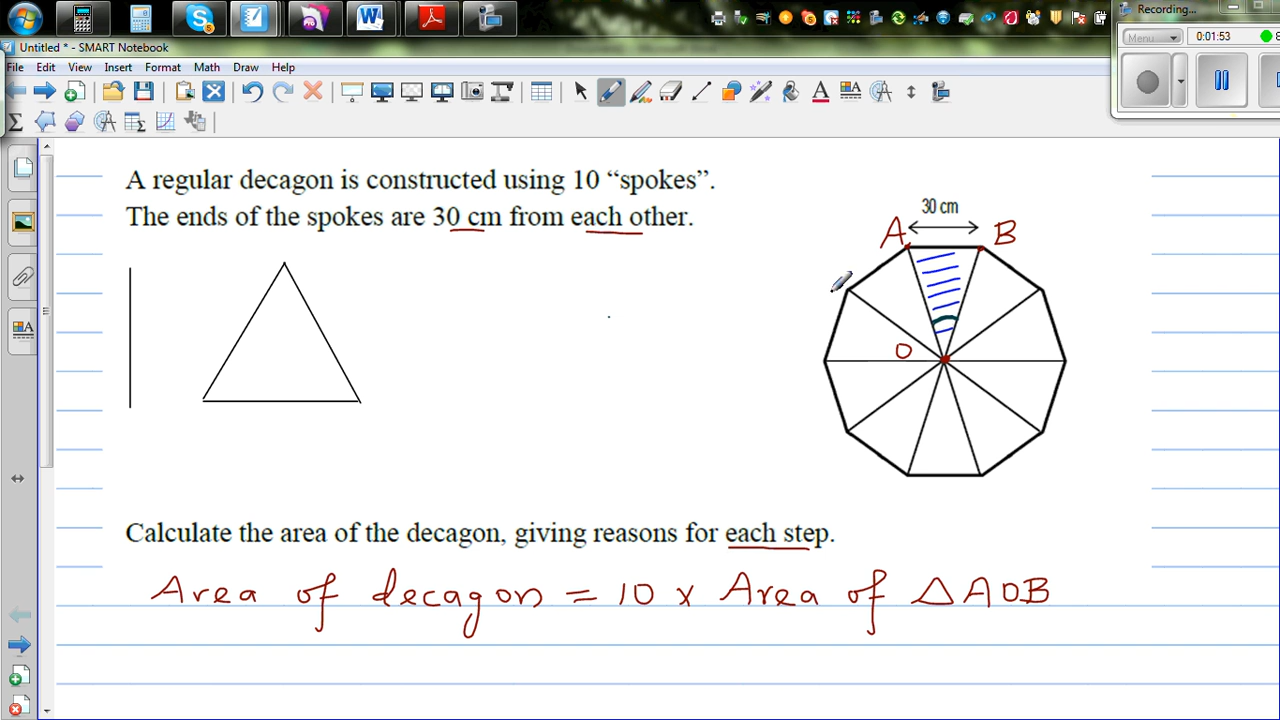 Recording...
Untitled * - SMART Notebook
Menu
0:01:53
File Edit View Insert Format Math Draw Help
A regular decagon is constructed using 10 “spokes”.
The ends of the spokes are 30 cm from each other.
30 cm
A
B
O
Calculate the area of the decagon, giving reasons for each step.
Area of decagon = 10 x Area of △AOB